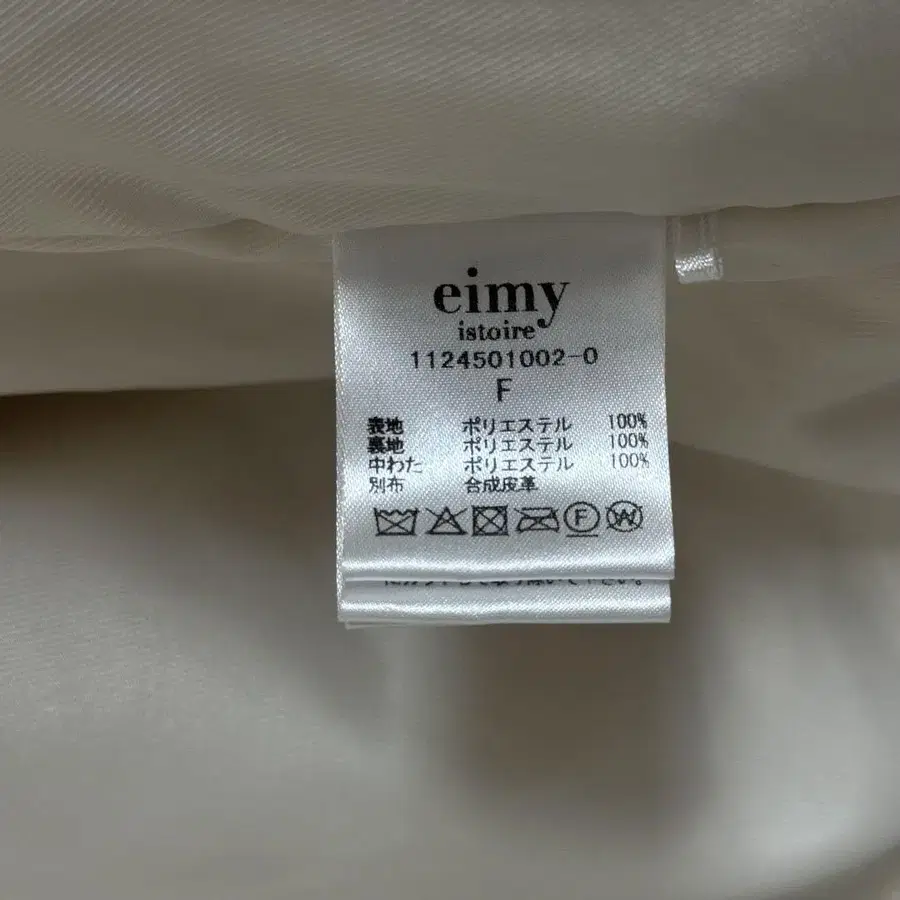 eimy
istoire
1124501002-0
F
表地 ポリエステル 100%
裏地 ポリエステル 100%
中わた ポリエステル 100%
別布 合成皮革
F W